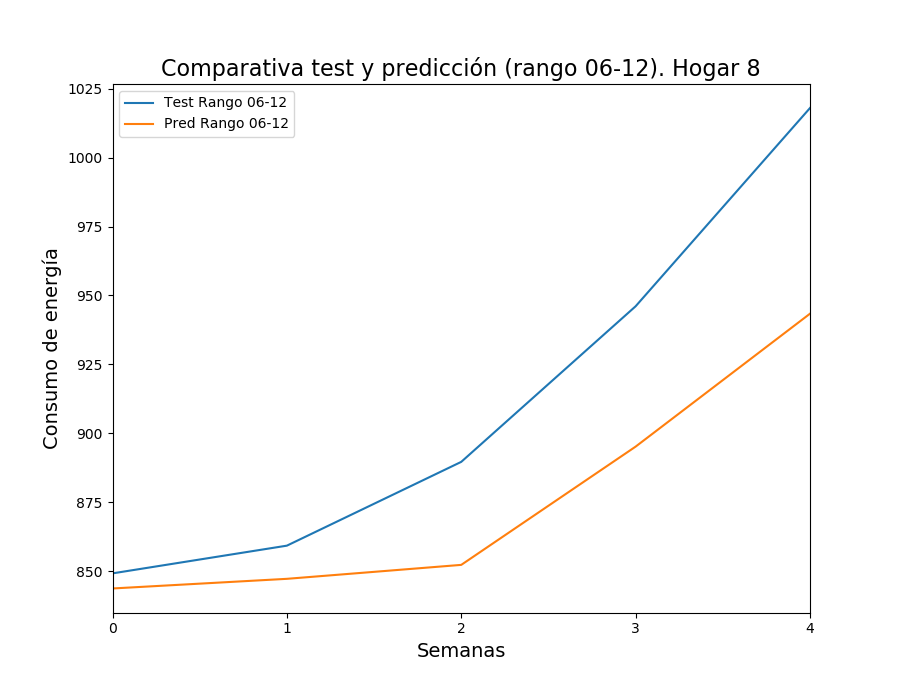 Comparativa test y predicción (rango 06-12). Hogar 8
Test Rango 06-12
Pred Rango 06-12
1025
1000
975
950
925
900
875
850
Consumo de energía
0 1 2 3 4
Semanas